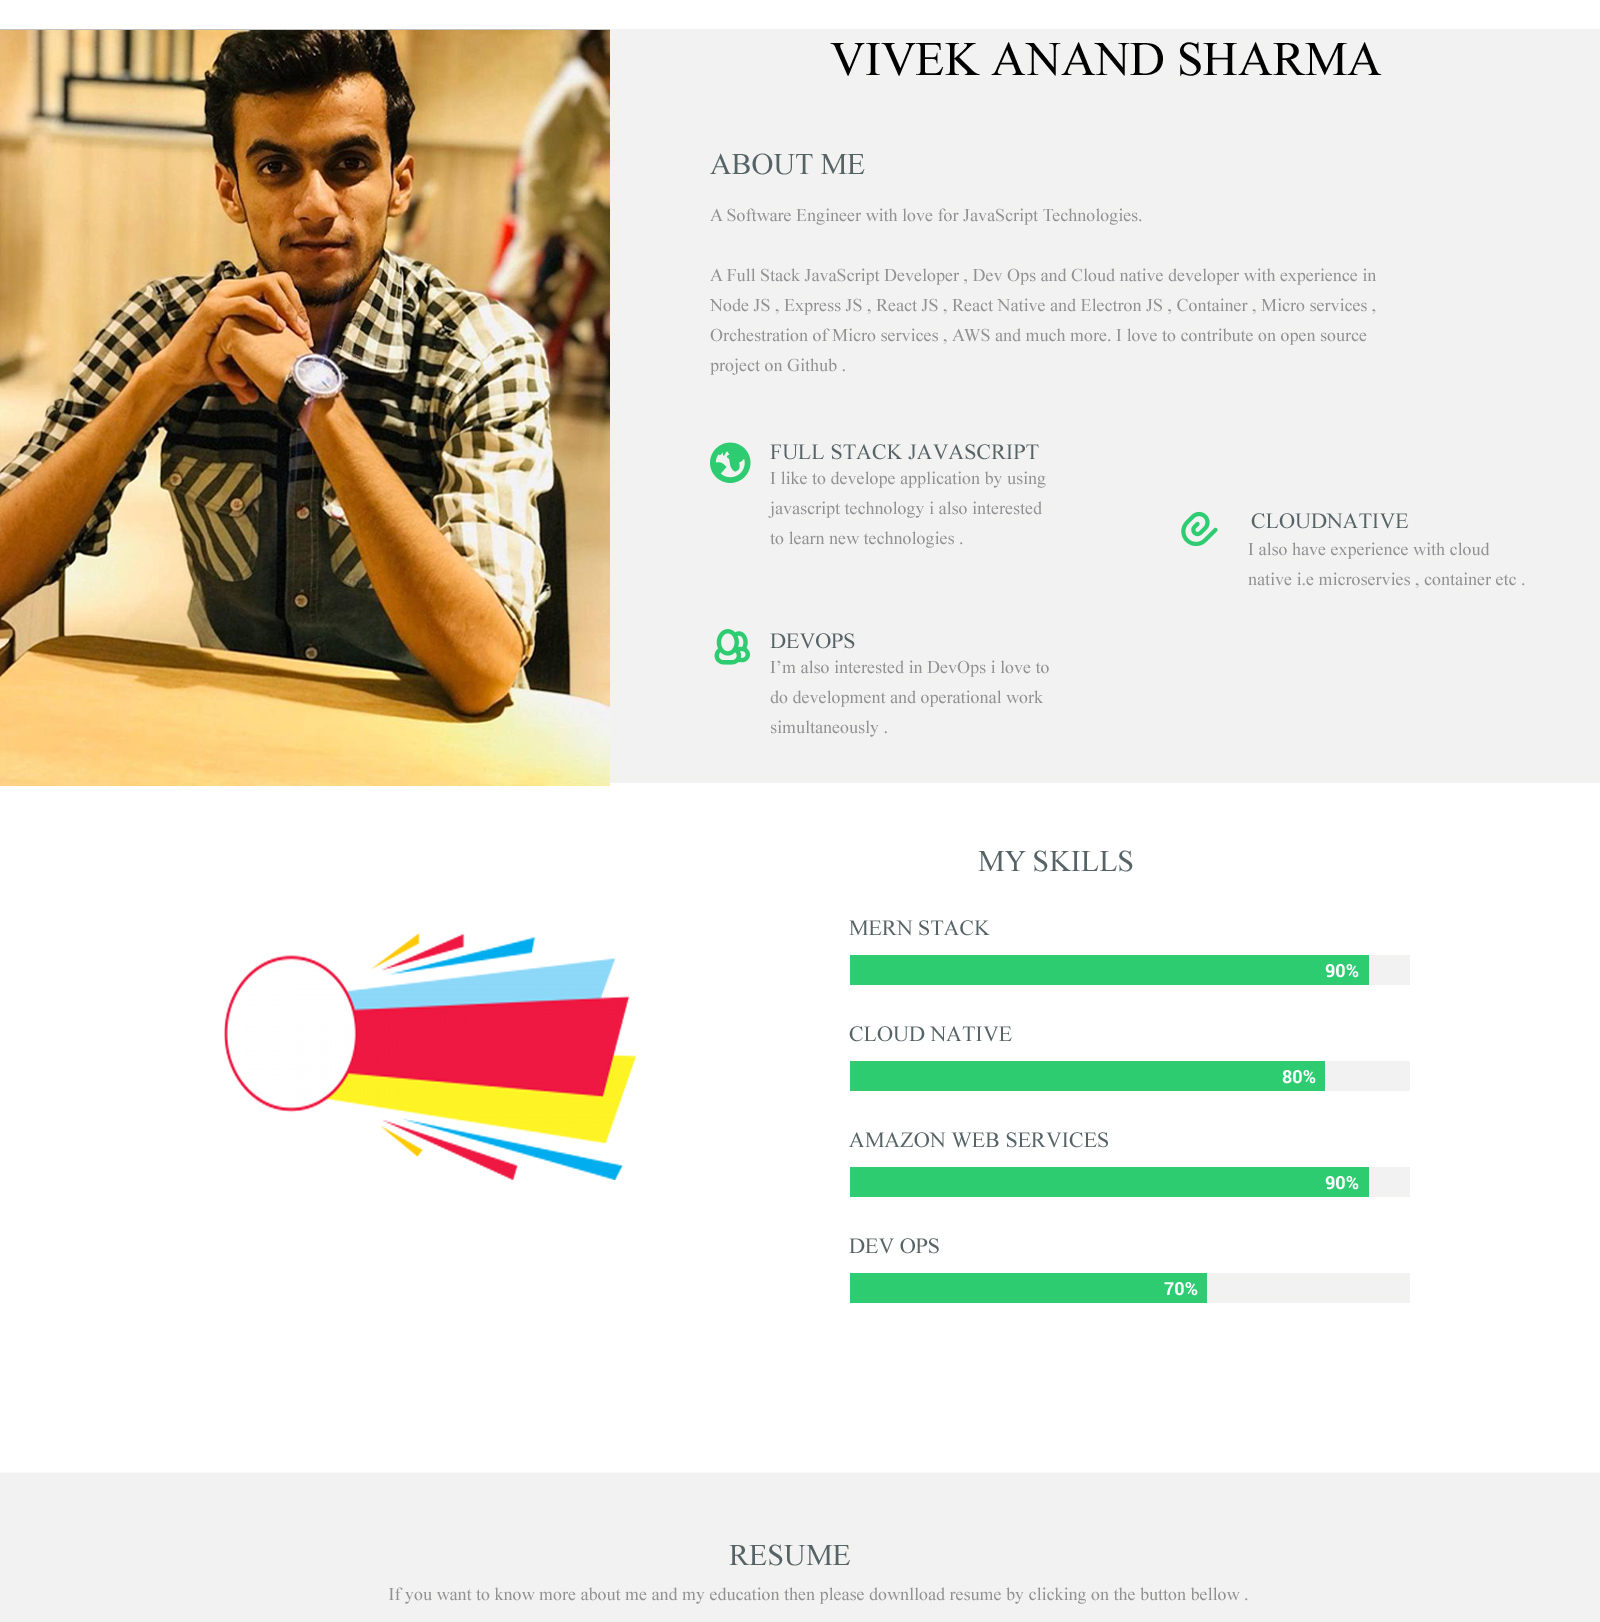 VIVEK ANAND SHARMA
ABOUT ME
A Software Engineer with love for JavaScript Technologies.
A Full Stack JavaScript Developer , Dev Ops and Cloud native developer with experience in
Node JS , Express JS , React JS , React Native and Electron JS , Container , Micro services ,
Orchestration of Micro services , AWS and much more. I love to contribute on open source
project on Github .
FULL STACK JAVASCRIPT
I like to develope application by using
javascript technology i also interested
to learn new technologies .
CLOUDNATIVE
I also have experience with cloud
native i.e microservies , container etc .
DEVOPS
I’m also interested in DevOps i love to
do development and operational work
simultaneously .
MY SKILLS
MERN STACK
90%
CLOUD NATIVE
80%
AMAZON WEB SERVICES
90%
DEV OPS
70%
RESUME
If you want to know more about me and my education then please downlload resume by clicking on the button bellow .